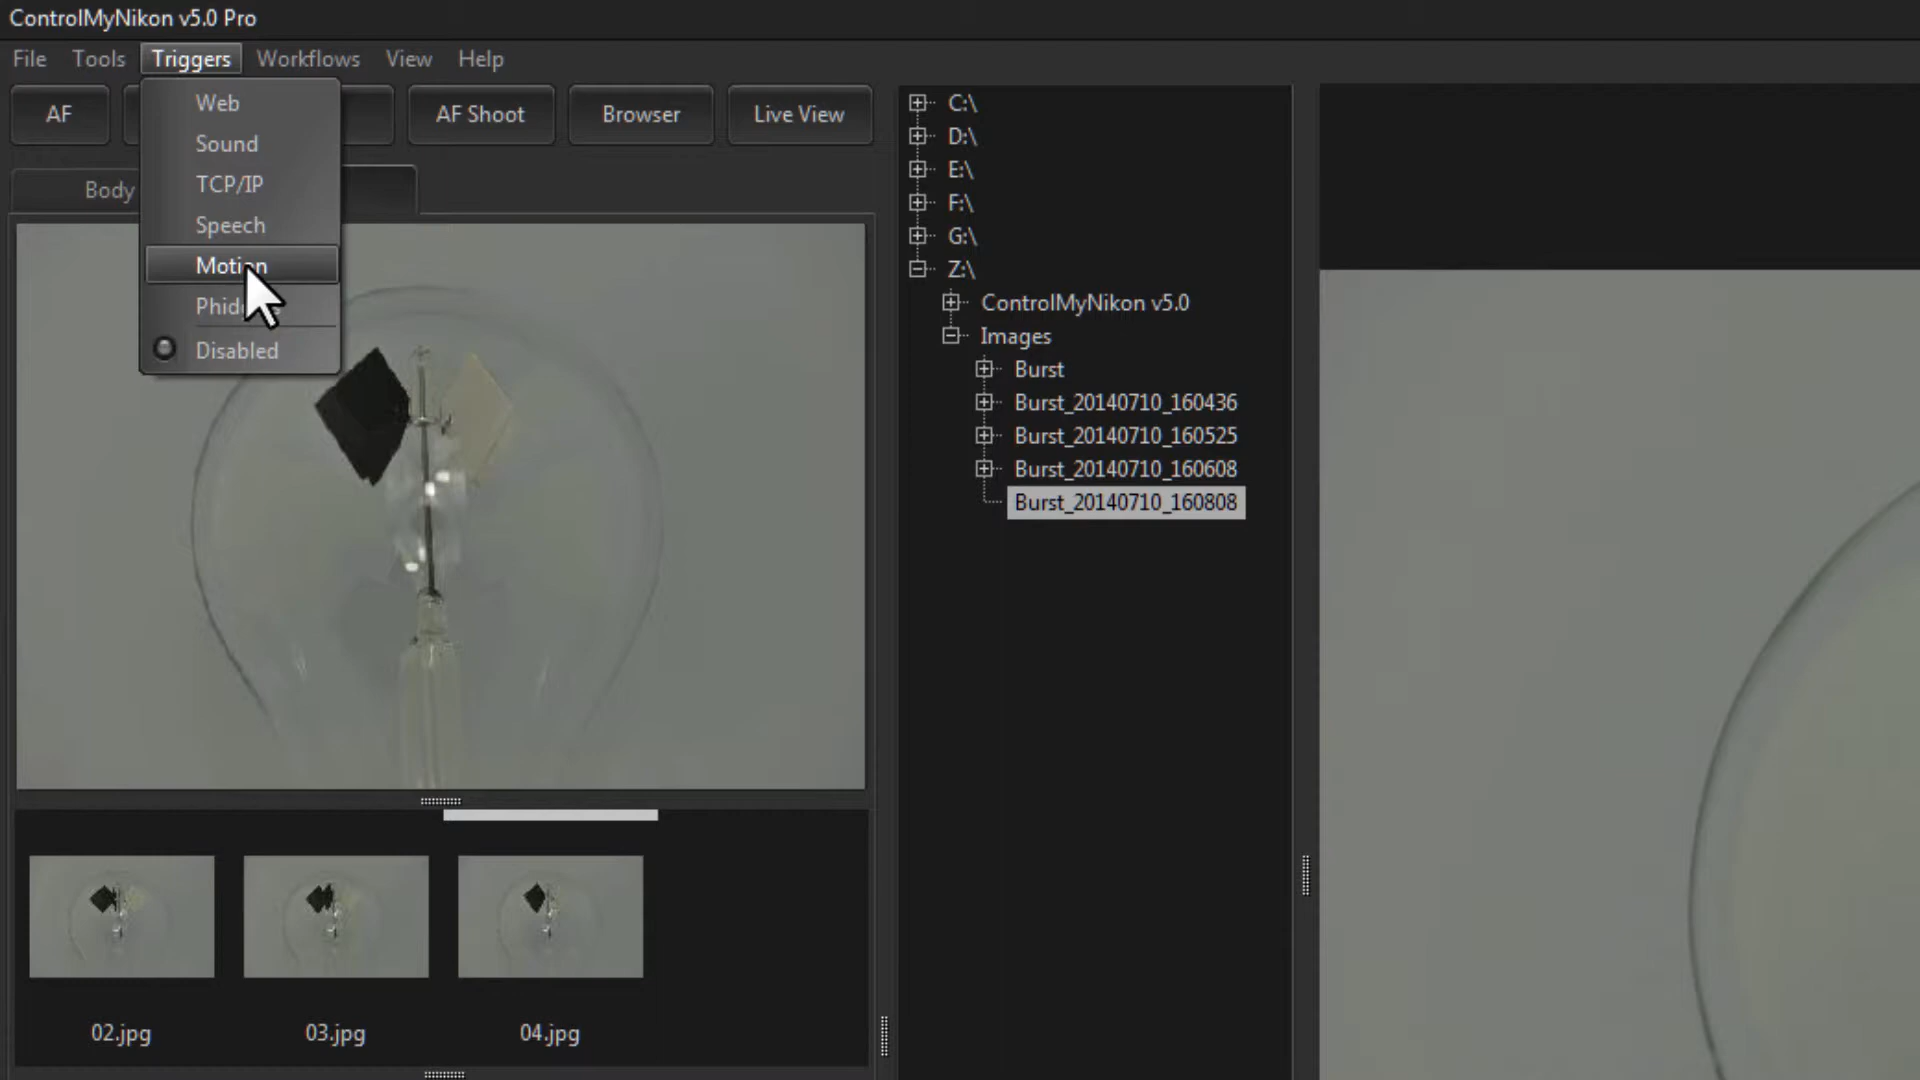 ControlMyNikon v5.0 Pro
File Tools Triggers Workflows View Help
AF AF Shoot Browser Live View
Web
Sound
TCP/IP
Speech
Motion
Disabled
Body
C:\
D:\
E:\
F:\
G:\
Z:\
ControlMyNikon v5.0
Images
Burst
Burst_20140710_160436
Burst_20140710_160525
Burst_20140710_160608
Burst_20140710_160808
02.jpg 03.jpg 04.jpg